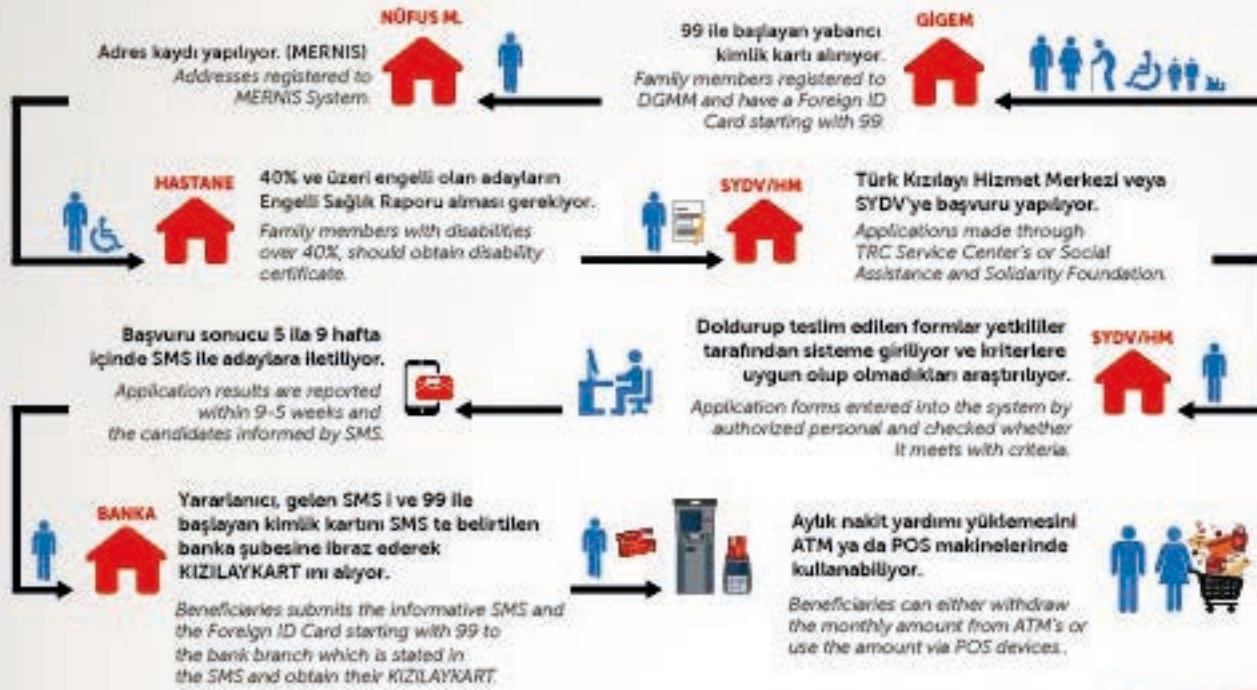 GİGEM
99 ile başlayan yabancı
kimlik kartı alınıyor.
Family members registered to
DGMM and have a Foreign ID
Card starting with 99.
NÜFUS M.
Adres kaydı yapılıyor. (MERNIS)
Addresses registered to
MERNIS System.
HASTANE
40% ve üzeri engelli olan adayların
Engelli Sağlık Raporu alması gerekiyor.
Family members with disabilities
over 40%, should obtain disability
certificate.
SYDV/HM
Türk Kızılayı Hizmet Merkezi veya
SYDV'ye başvuru yapılıyor.
Applications made through
TRC Service Center's or Social
Assistance and Solidarity Foundation.
SYDV/HM
Doldurup teslim edilen formlar yetkililer
tarafından sisteme giriliyor ve kriterlere
uygun olup olmadıkları araştırılıyor.
Application forms entered into the system by
authorized personal and checked whether
it meets with criteria.
Başvuru sonucu 5 ila 9 hafta
içinde SMS ile adaylara iletiliyor.
Application results are reported
within 9-5 weeks and
the candidates informed by SMS.
BANKA
Yararlanıcı, gelen SMS i ve 99 ile
başlayan kimlik kartını SMS te belirtilen
banka şubesine ibraz ederek
KIZILAYKART ını alıyor.
Beneficiaries submits the informative SMS and
the Foreign ID Card starting with 99 to
the bank branch which is stated in
the SMS and obtain their KIZILAYKART.
Aylık nakit yardımı yüklemesini
ATM ya da POS makinelerinde
kullanabiliyor.
Beneficiaries can either withdraw
the monthly amount from ATM's or
use the amount via POS devices.